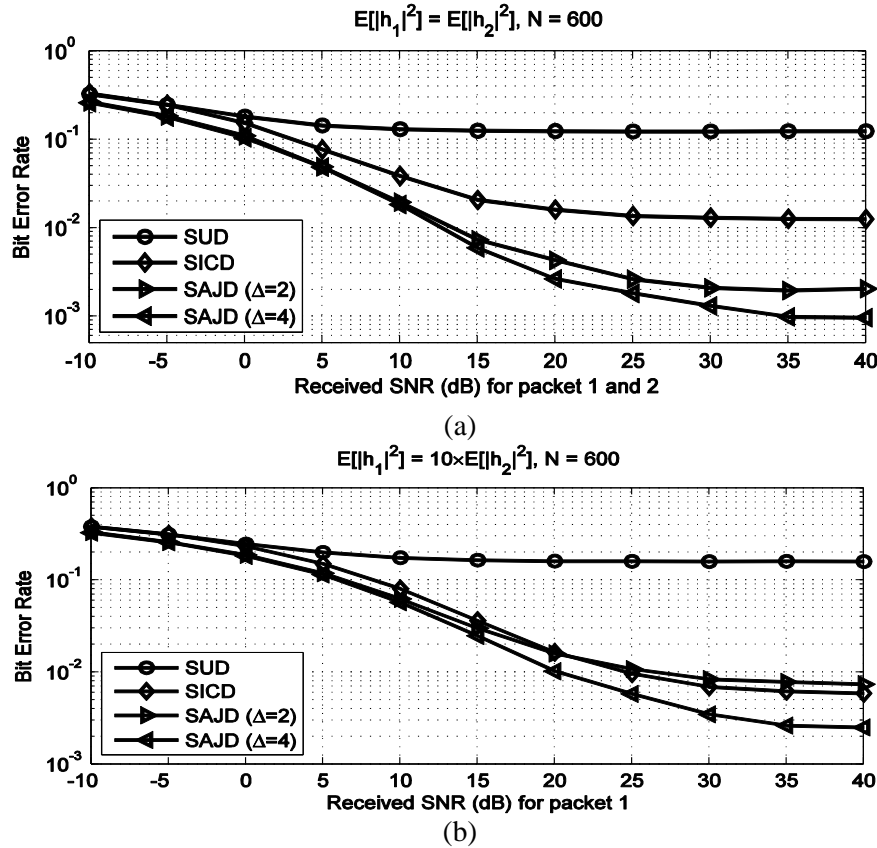 E[|h_1|^2] = E[|h_2|^2], N = 600
10^0
10^-1
10^-2
10^-3
Bit Error Rate
SUD
SICD
SAJD (Δ=2)
SAJD (Δ=4)
-10 -5 0 5 10 15 20 25 30 35 40
Received SNR (dB) for packet 1 and 2
(a)
E[|h_1|^2] = 10×E[|h_2|^2], N = 600
10^0
10^-1
10^-2
10^-3
Bit Error Rate
SUD
SICD
SAJD (Δ=2)
SAJD (Δ=4)
-10 -5 0 5 10 15 20 25 30 35 40
Received SNR (dB) for packet 1
(b)